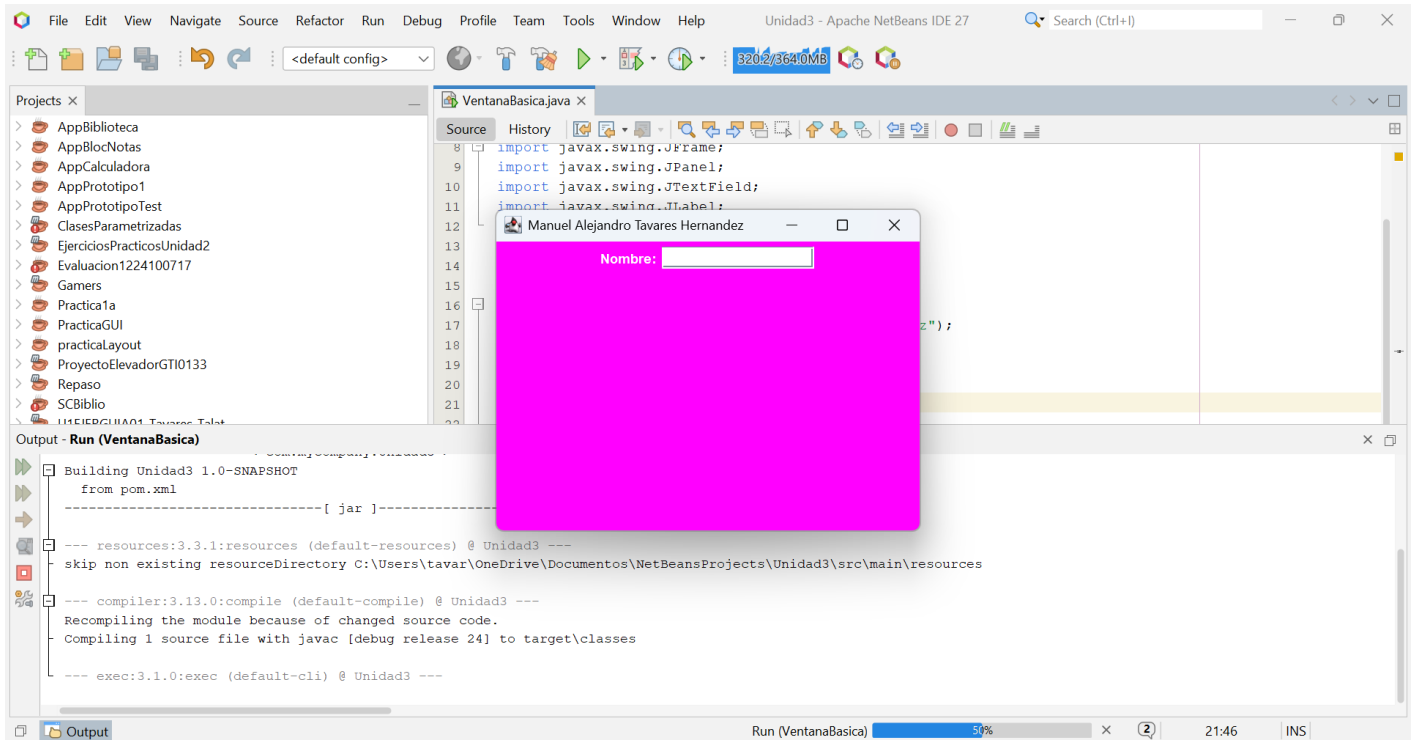 File Edit View Navigate Source Refactor Run Debug Profile Team Tools Window Help Unidad3 - Apache NetBeans IDE 27 Search (Ctrl+I)
<default config> 320.2/364.0MB
Projects
AppBiblioteca
AppBlocNotas
AppCalculadora
AppPrototipo1
AppPrototipoTest
ClasesParametrizadas
EjerciciosPracticosUnidad2
Evaluacion1224100717
Gamers
Practica1a
PracticaGUI
practicaLayout
ProyectoElevadorGTI0133
Repaso
SCBiblio
U1EJERGUIA01_Tavares_Talat
VentanaBasica.java
Source History
8 import javax.swing.JFrame;
9 import javax.swing.JPanel;
10 import javax.swing.JTextField;
11 import javax.swing.JLabel;
12
13
14
15
16
17 z");
18
19
20
21
22
Manuel Alejandro Tavares Hernandez
Nombre:
Output - Run (VentanaBasica)
Building Unidad3 1.0-SNAPSHOT
from pom.xml
--------------------------------[ jar ]---------------
--- resources:3.3.1:resources (default-resources) @ Unidad3 ---
skip non existing resourceDirectory C:\Users\tavar\OneDrive\Documentos\NetBeansProjects\Unidad3\src\main\resources
--- compiler:3.13.0:compile (default-compile) @ Unidad3 ---
Recompiling the module because of changed source code.
Compiling 1 source file with javac [debug release 24] to target\classes
--- exec:3.1.0:exec (default-cli) @ Unidad3 ---
Output Run (VentanaBasica) 50% 2 21:46 INS